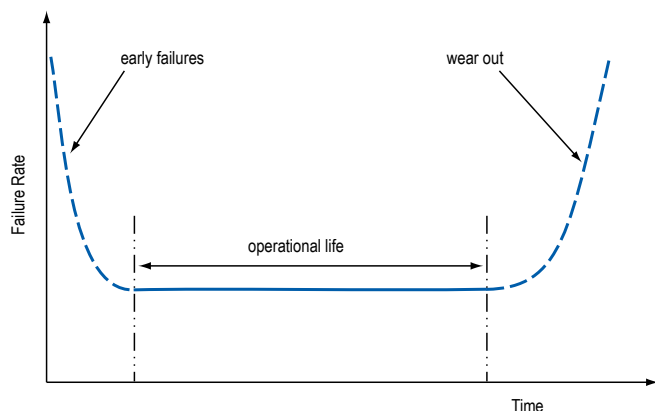 early failures
wear out
Failure Rate
operational life
Time